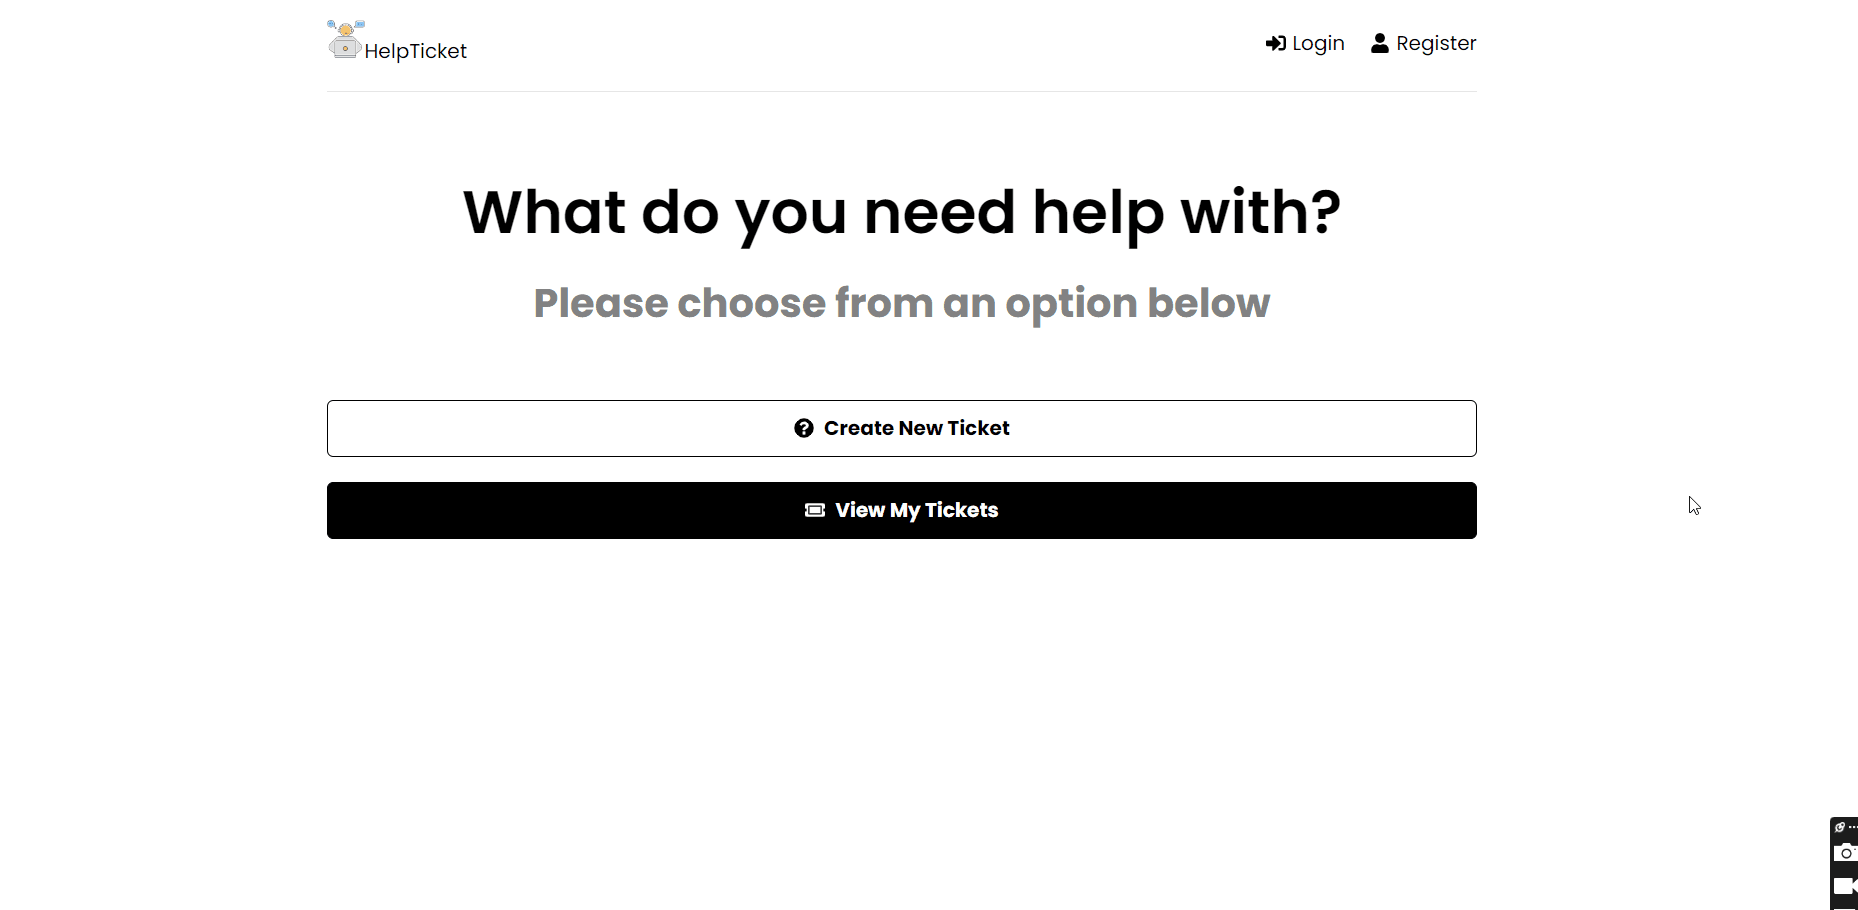 HelpTicket
Login
Register
What do you need help with?
Please choose from an option below
Create New Ticket
View My Tickets